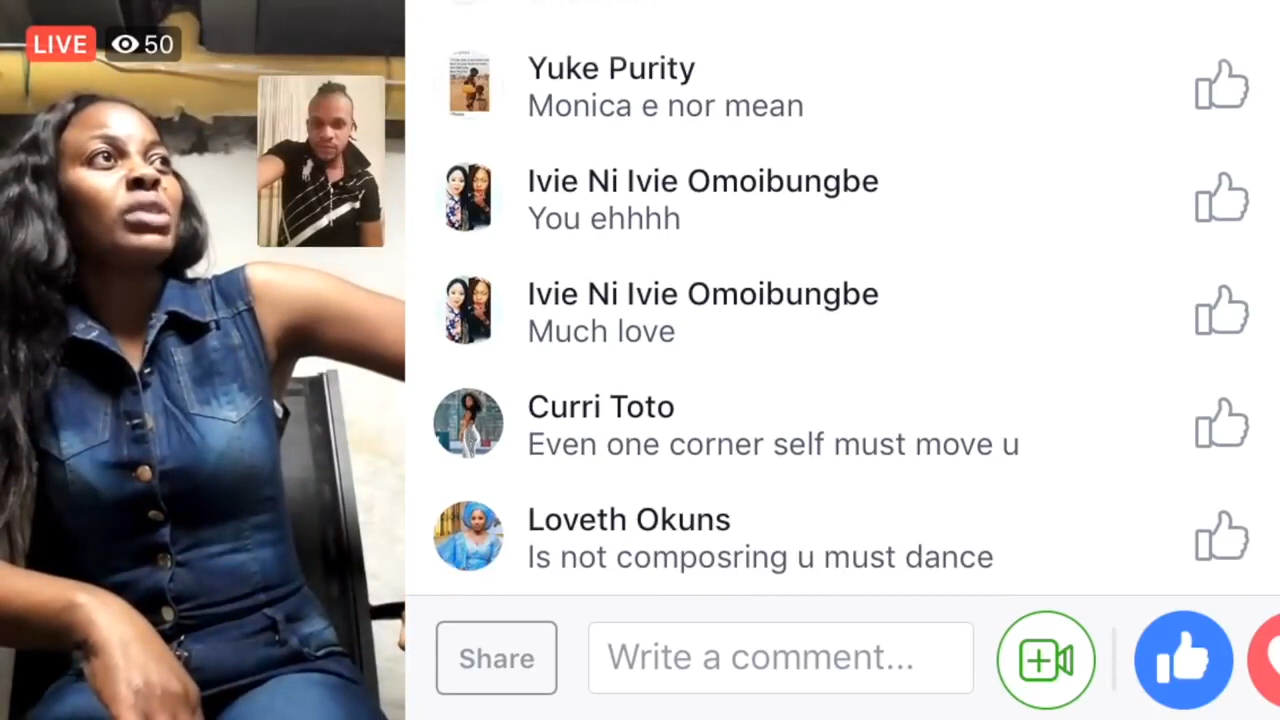 LIVE
50
Yuke Purity
Monica e nor mean
Ivie Ni Ivie Omoibungbe
You ehhhh
Ivie Ni Ivie Omoibungbe
Much love
Curri Toto
Even one corner self must move u
Loveth Okuns
Is not composring u must dance
Share
Write a comment...